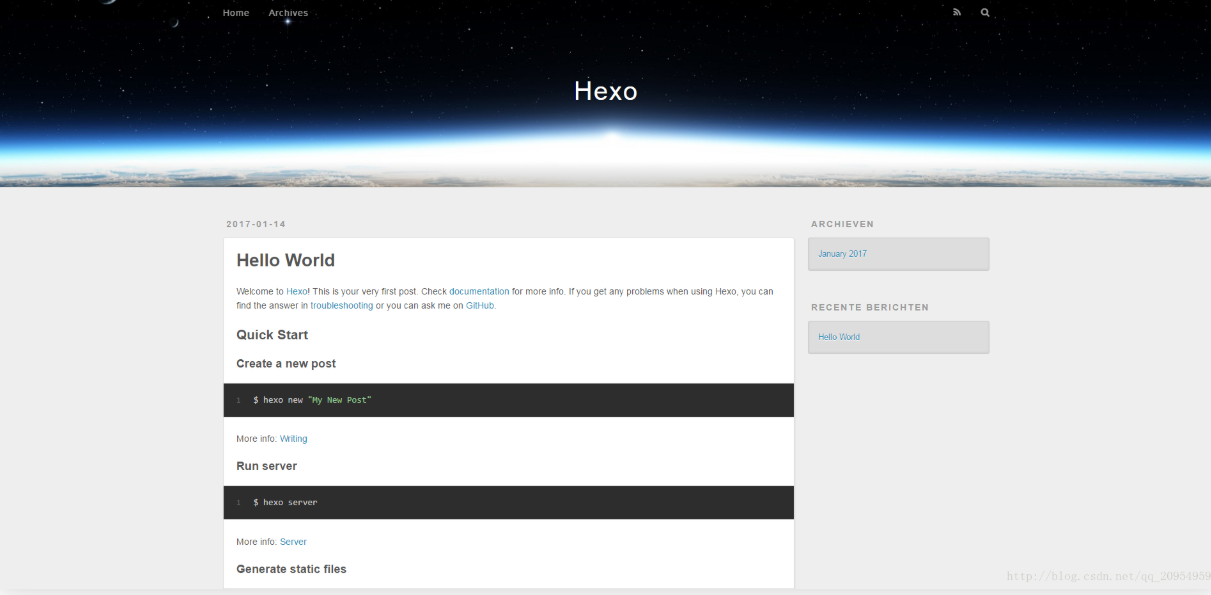 Home Archives
Hexo
2017-01-14
Hello World
Welcome to Hexo! This is your very first post. Check documentation for more info. If you get any problems when using Hexo, you can
find the answer in troubleshooting or you can ask me on GitHub.
Quick Start
Create a new post
1 $ hexo new "My New Post"
More info: Writing
Run server
1 $ hexo server
More info: Server
Generate static files
ARCHIEVEN
January 2017
RECENTE BERICHTEN
Hello World
http://blog.csdn.net/qq_20954959